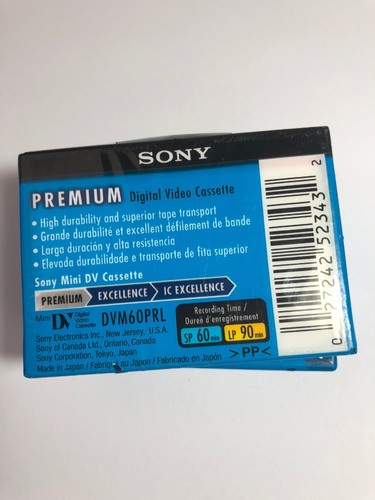 SONY
PREMIUM Digital Video Cassette
• High durability and superior tape transport
• Grande durabilité et excellent défilement de bande
• Larga duración y alta resistencia
• Elevada durabilidade e transporte de fita superior
Sony Mini DV Cassette
PREMIUM EXCELLENCE IC EXCELLENCE
Mini DV Digital Video Cassette DVM60PRL
Recording Time /
Durée d'enregistrement
SP 60 min LP 90 min
Sony Electronics Inc., New Jersey, U.S.A.
Sony of Canada Ltd., Ontario, Canada
Sony Corporation, Tokyo, Japan
Made in Japan / Fabriqué au Japon / Fabricado en Japón
>PP<
0 27242 52343 2